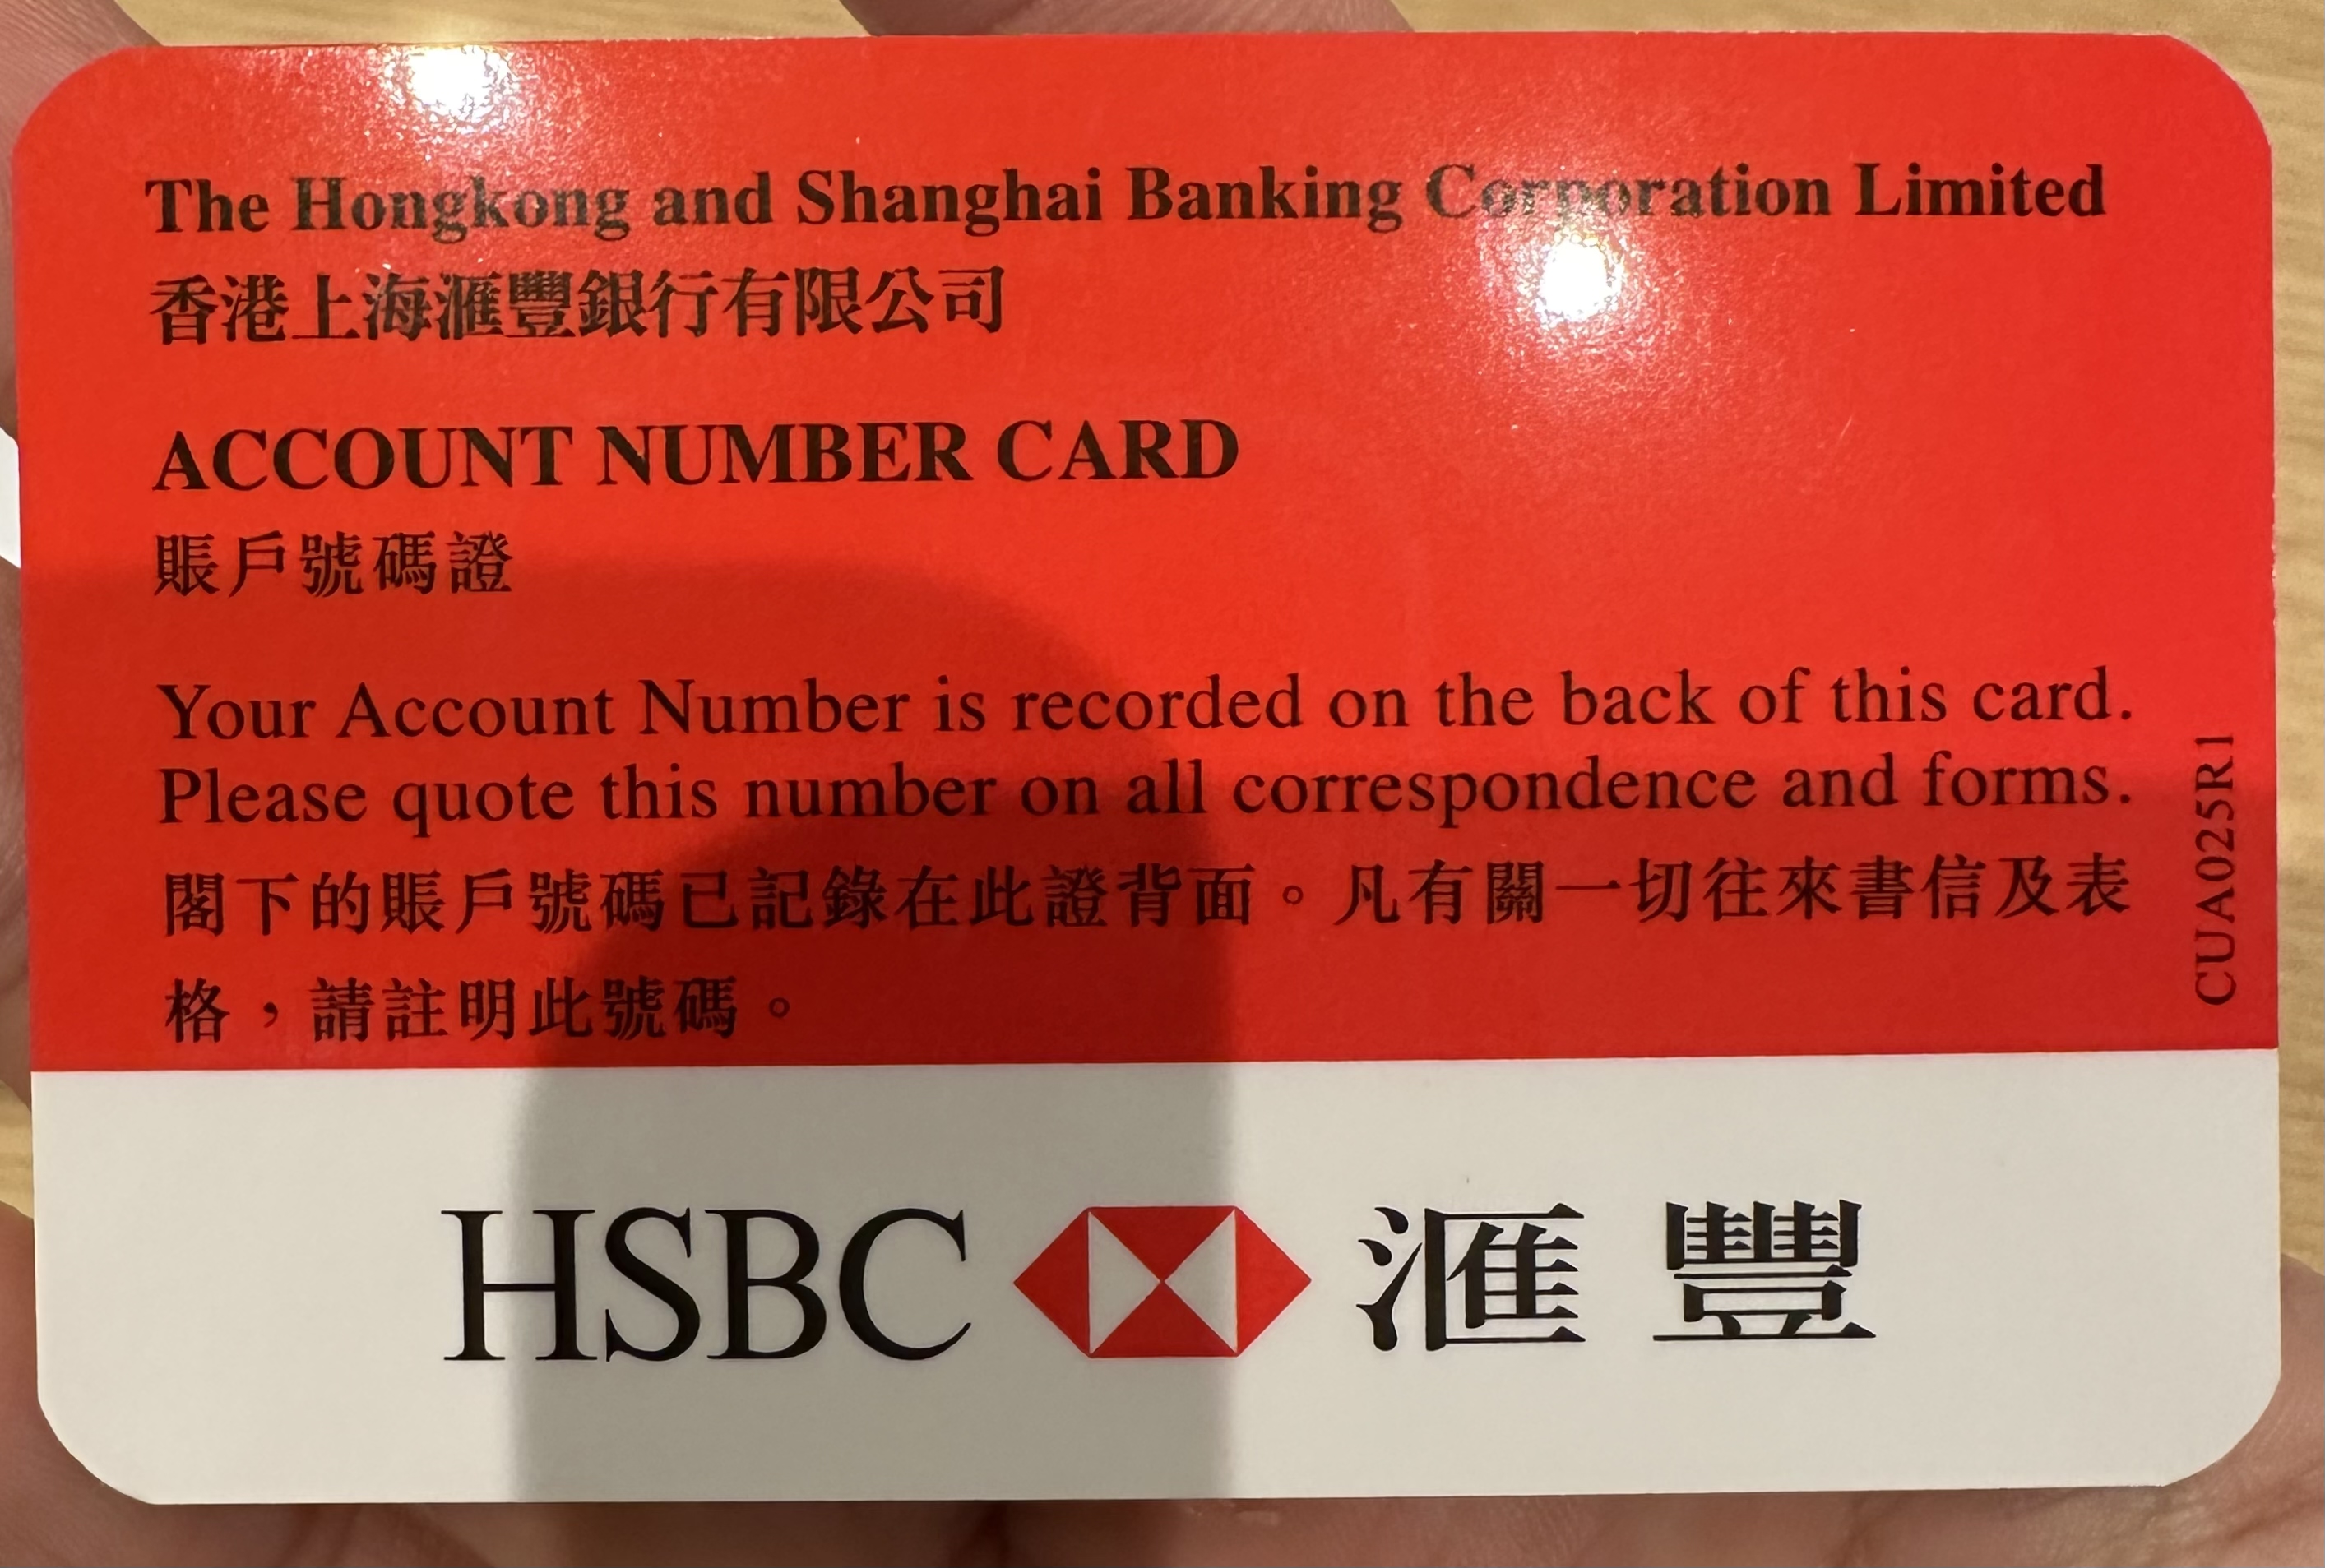 The Hongkong and Shanghai Banking Corporation Limited
香港上海滙豐銀行有限公司
ACCOUNT NUMBER CARD
賬戶號碼證
Your Account Number is recorded on the back of this card.
Please quote this number on all correspondence and forms.
閣下的賬戶號碼已記錄在此證背面。凡有關一切往來書信及表
格，請註明此號碼。
CUA025R1
HSBC 滙豐